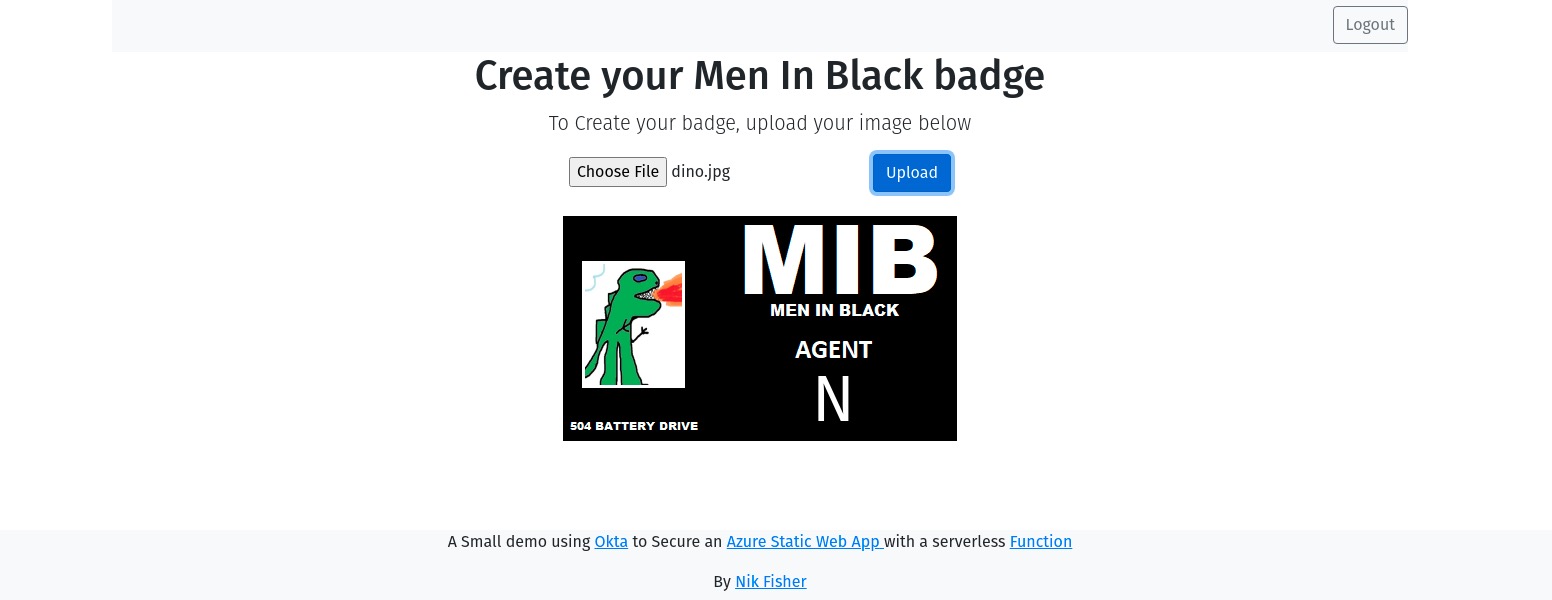 Logout
Create your Men In Black badge
To Create your badge, upload your image below
Choose File dino.jpg Upload
MIB
MEN IN BLACK
AGENT
N
504 BATTERY DRIVE
A Small demo using Okta to Secure an Azure Static Web App with a serverless Function
By Nik Fisher